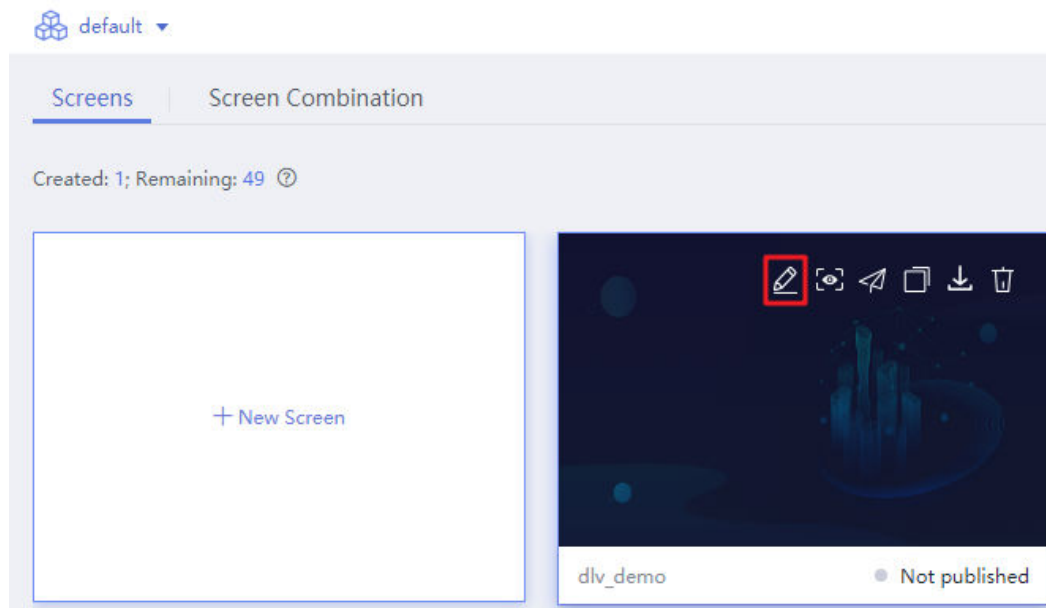 default
Screens Screen Combination
Created: 1; Remaining: 49
+ New Screen
dlv_demo Not published